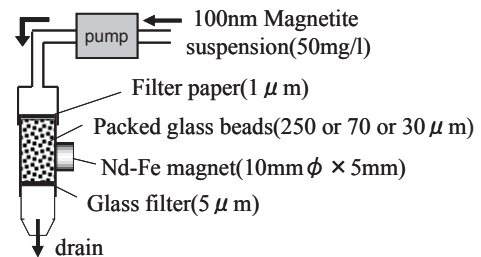 100nm Magnetite
pump
suspension(50mg/l)
Filter paper(1 μ m)
Packed glass beads(250 or 70 or 30 μ m)
Nd-Fe magnet(10mm ϕ × 5mm)
Glass filter(5 μ m)
drain